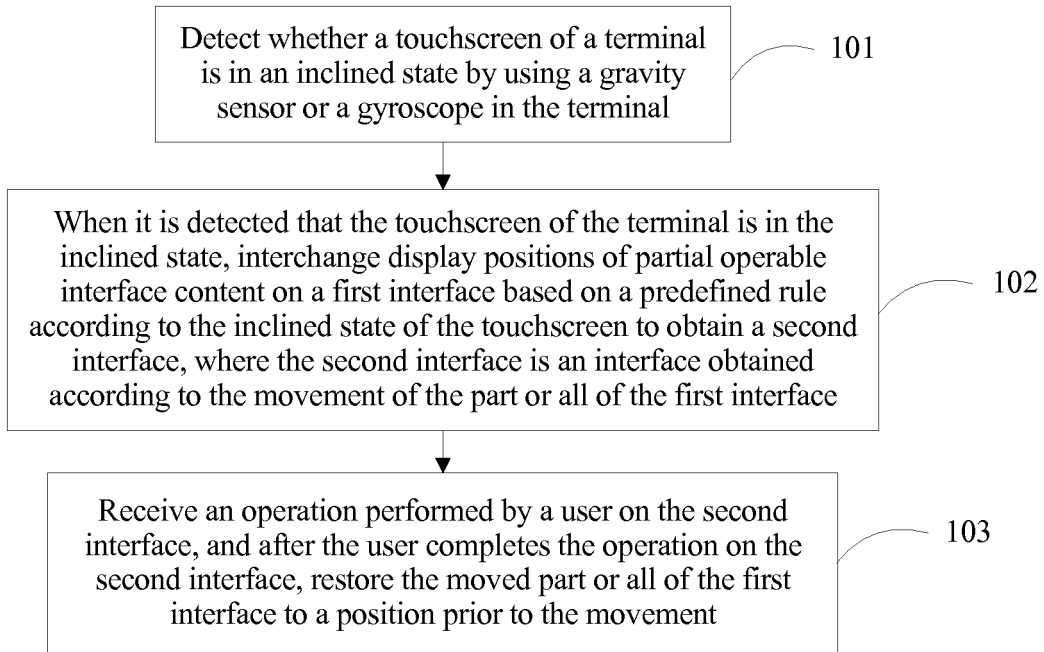 Detect whether a touchscreen of a terminal
is in an inclined state by using a gravity
sensor or a gyroscope in the terminal
101
When it is detected that the touchscreen of the terminal is in the
inclined state, interchange display positions of partial operable
interface content on a first interface based on a predefined rule
according to the inclined state of the touchscreen to obtain a second
interface, where the second interface is an interface obtained
according to the movement of the part or all of the first interface
102
Receive an operation performed by a user on the second
interface, and after the user completes the operation on the
second interface, restore the moved part or all of the first
interface to a position prior to the movement
103